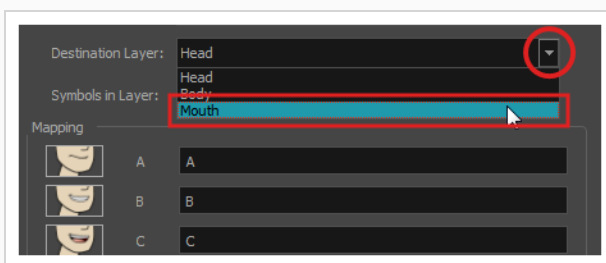 Destination Layer: Head
Head
Symbols in Layer: Body
Mouth
Mapping
A A
B B
C C